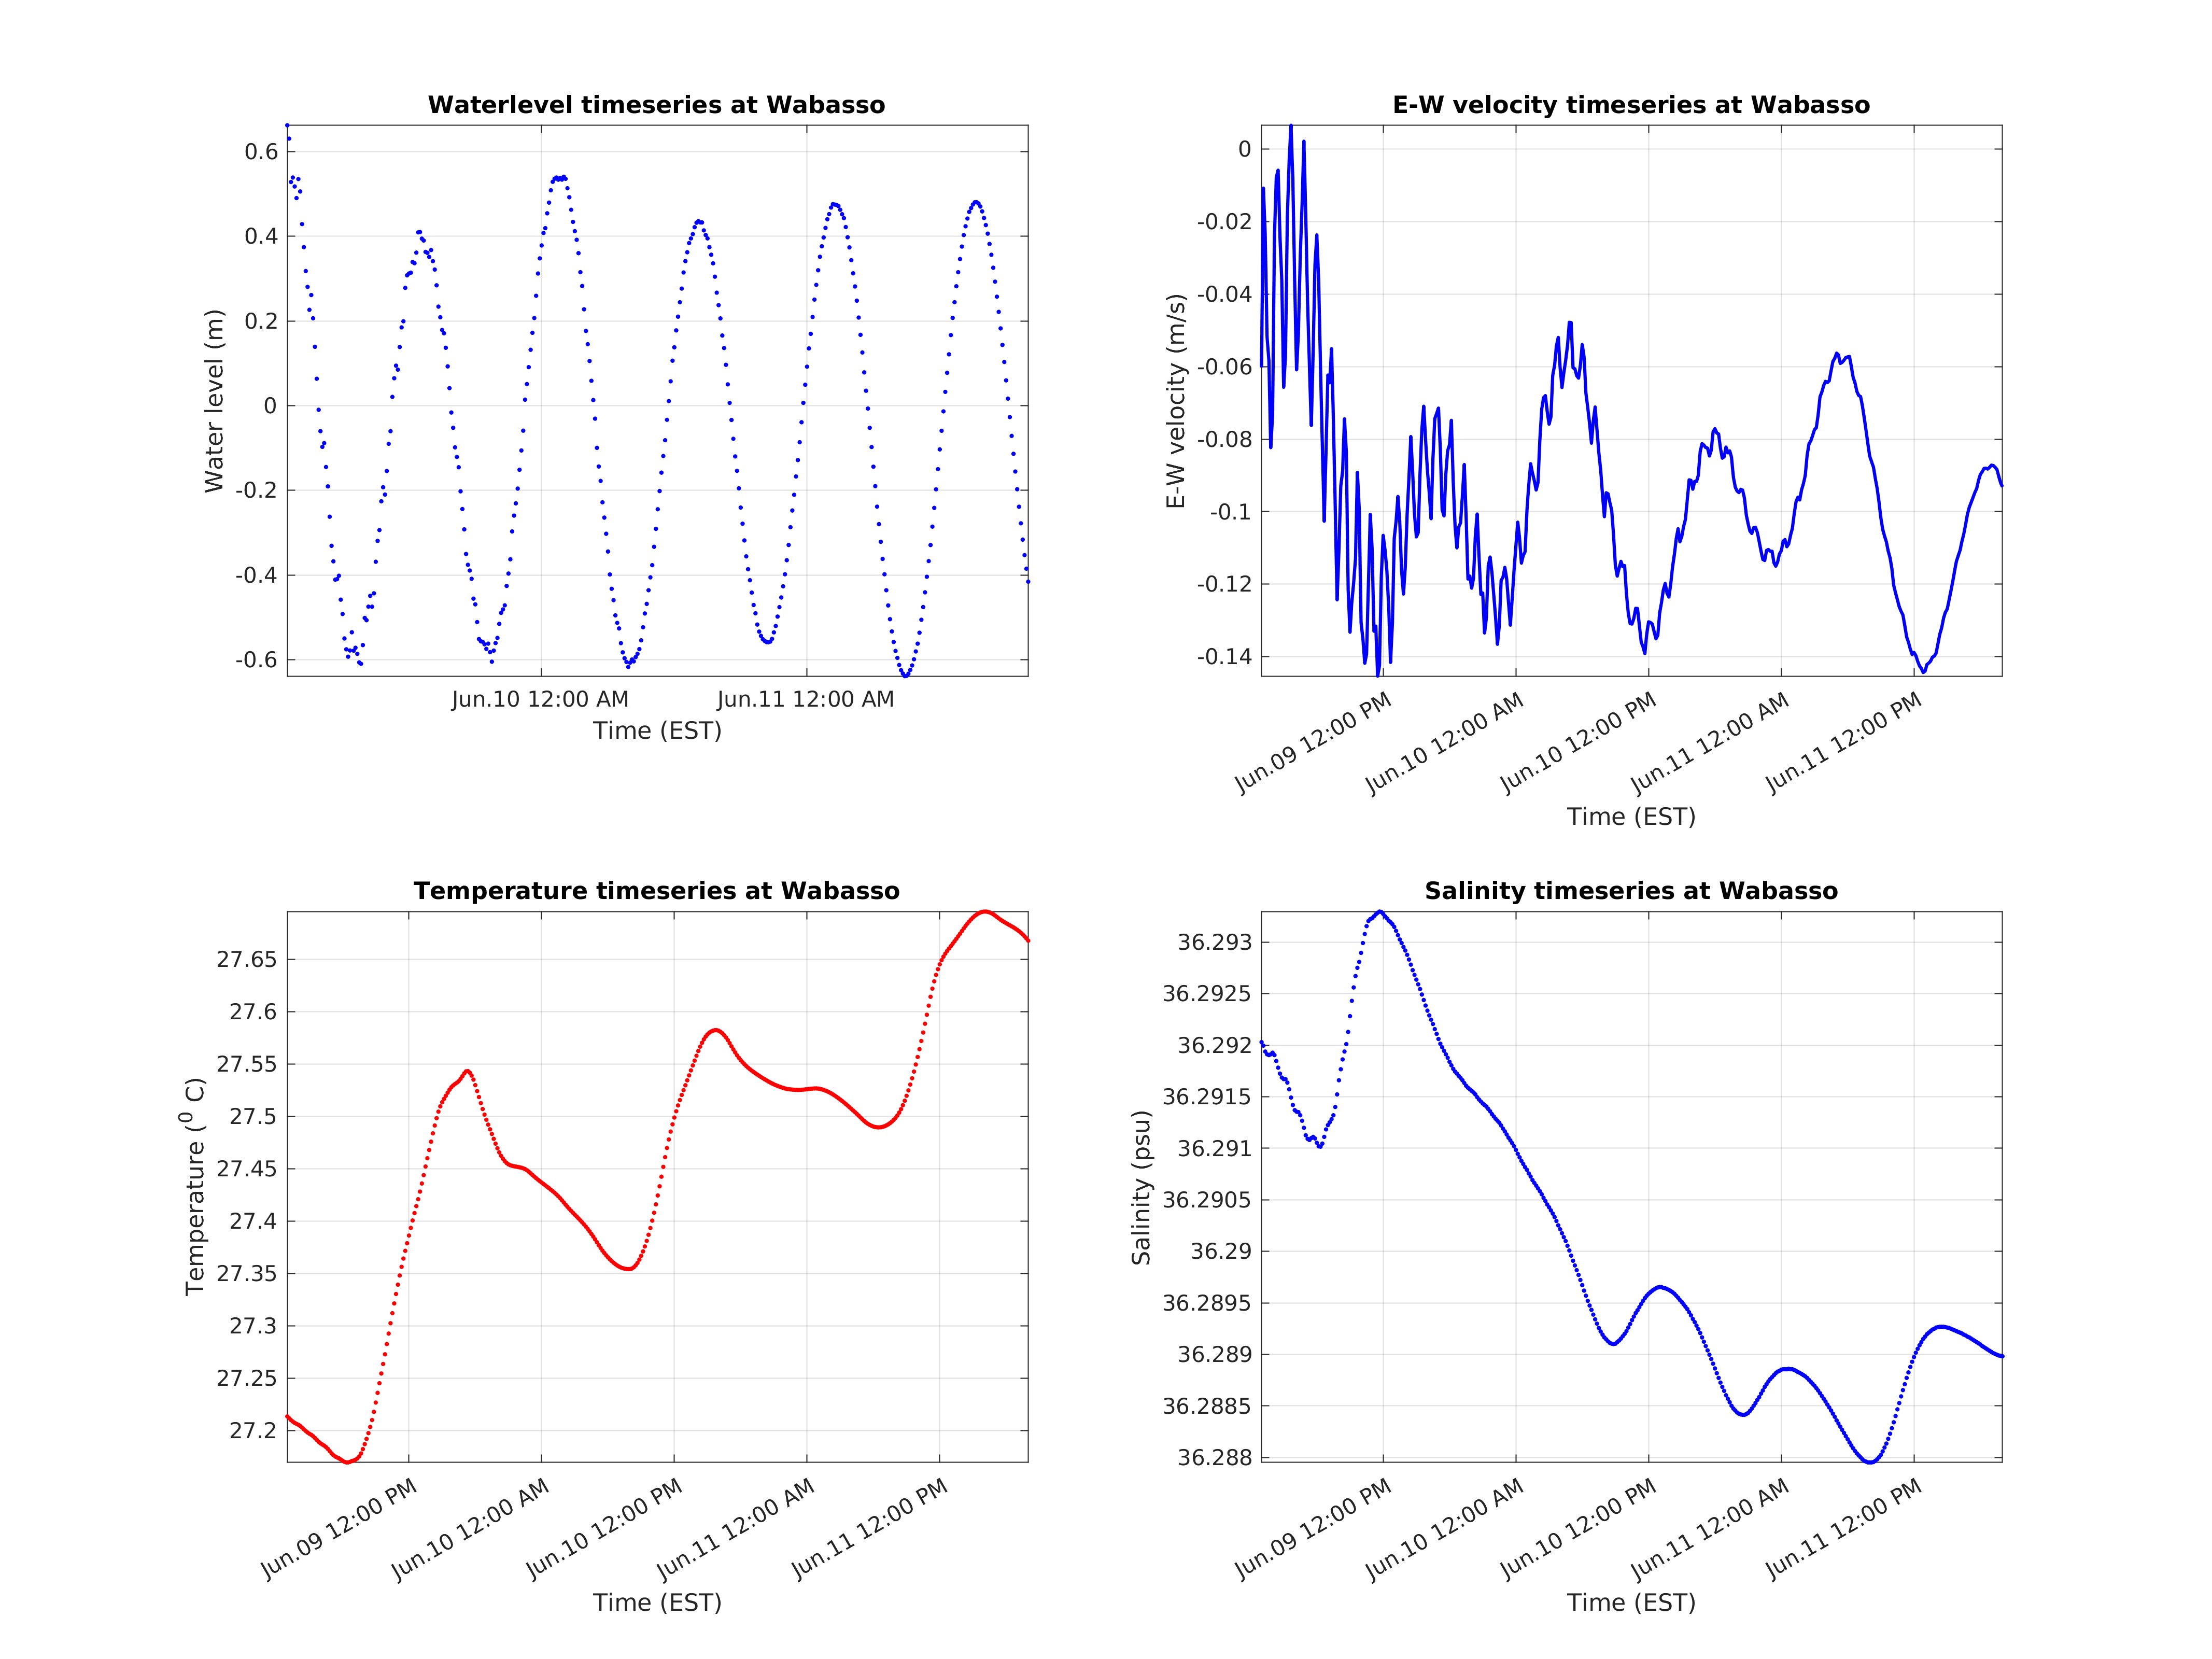 Waterlevel timeseries at Wabasso
0.6
0.4
0.2
0
-0.2
-0.4
-0.6
Water level (m)
Jun.10 12:00 AM
Jun.11 12:00 AM
Time (EST)
E-W velocity timeseries at Wabasso
0
-0.02
-0.04
-0.06
-0.08
-0.1
-0.12
-0.14
E-W velocity (m/s)
Jun.09 12:00 PM
Jun.10 12:00 AM
Jun.10 12:00 PM
Jun.11 12:00 AM
Jun.11 12:00 PM
Time (EST)
Temperature timeseries at Wabasso
27.65
27.6
27.55
27.5
27.45
27.4
27.35
27.3
27.25
27.2
Temperature (⁰ C)
Jun.09 12:00 PM
Jun.10 12:00 AM
Jun.10 12:00 PM
Jun.11 12:00 AM
Jun.11 12:00 PM
Time (EST)
Salinity timeseries at Wabasso
36.293
36.2925
36.292
36.2915
36.291
36.2905
36.29
36.2895
36.289
36.2885
36.288
Salinity (psu)
Jun.09 12:00 PM
Jun.10 12:00 AM
Jun.10 12:00 PM
Jun.11 12:00 AM
Jun.11 12:00 PM
Time (EST)